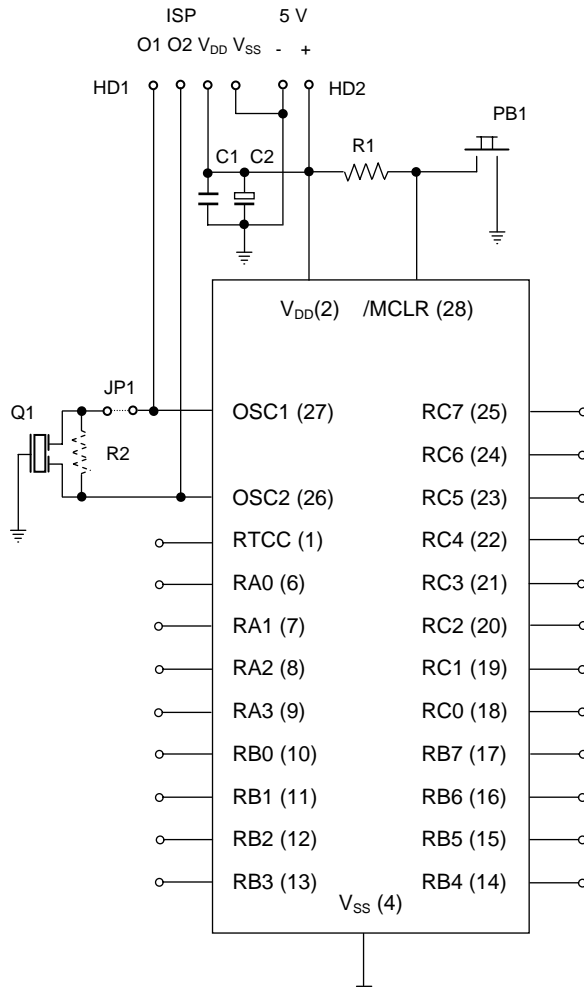 ISP 5 V
O1 O2 VDD VSS - +
HD1 HD2
PB1
C1 C2 R1
VDD(2) /MCLR (28)
JP1
Q1 OSC1 (27) RC7 (25)
R2 RC6 (24)
OSC2 (26) RC5 (23)
RTCC (1) RC4 (22)
RA0 (6) RC3 (21)
RA1 (7) RC2 (20)
RA2 (8) RC1 (19)
RA3 (9) RC0 (18)
RB0 (10) RB7 (17)
RB1 (11) RB6 (16)
RB2 (12) RB5 (15)
RB3 (13) RB4 (14)
VSS (4)